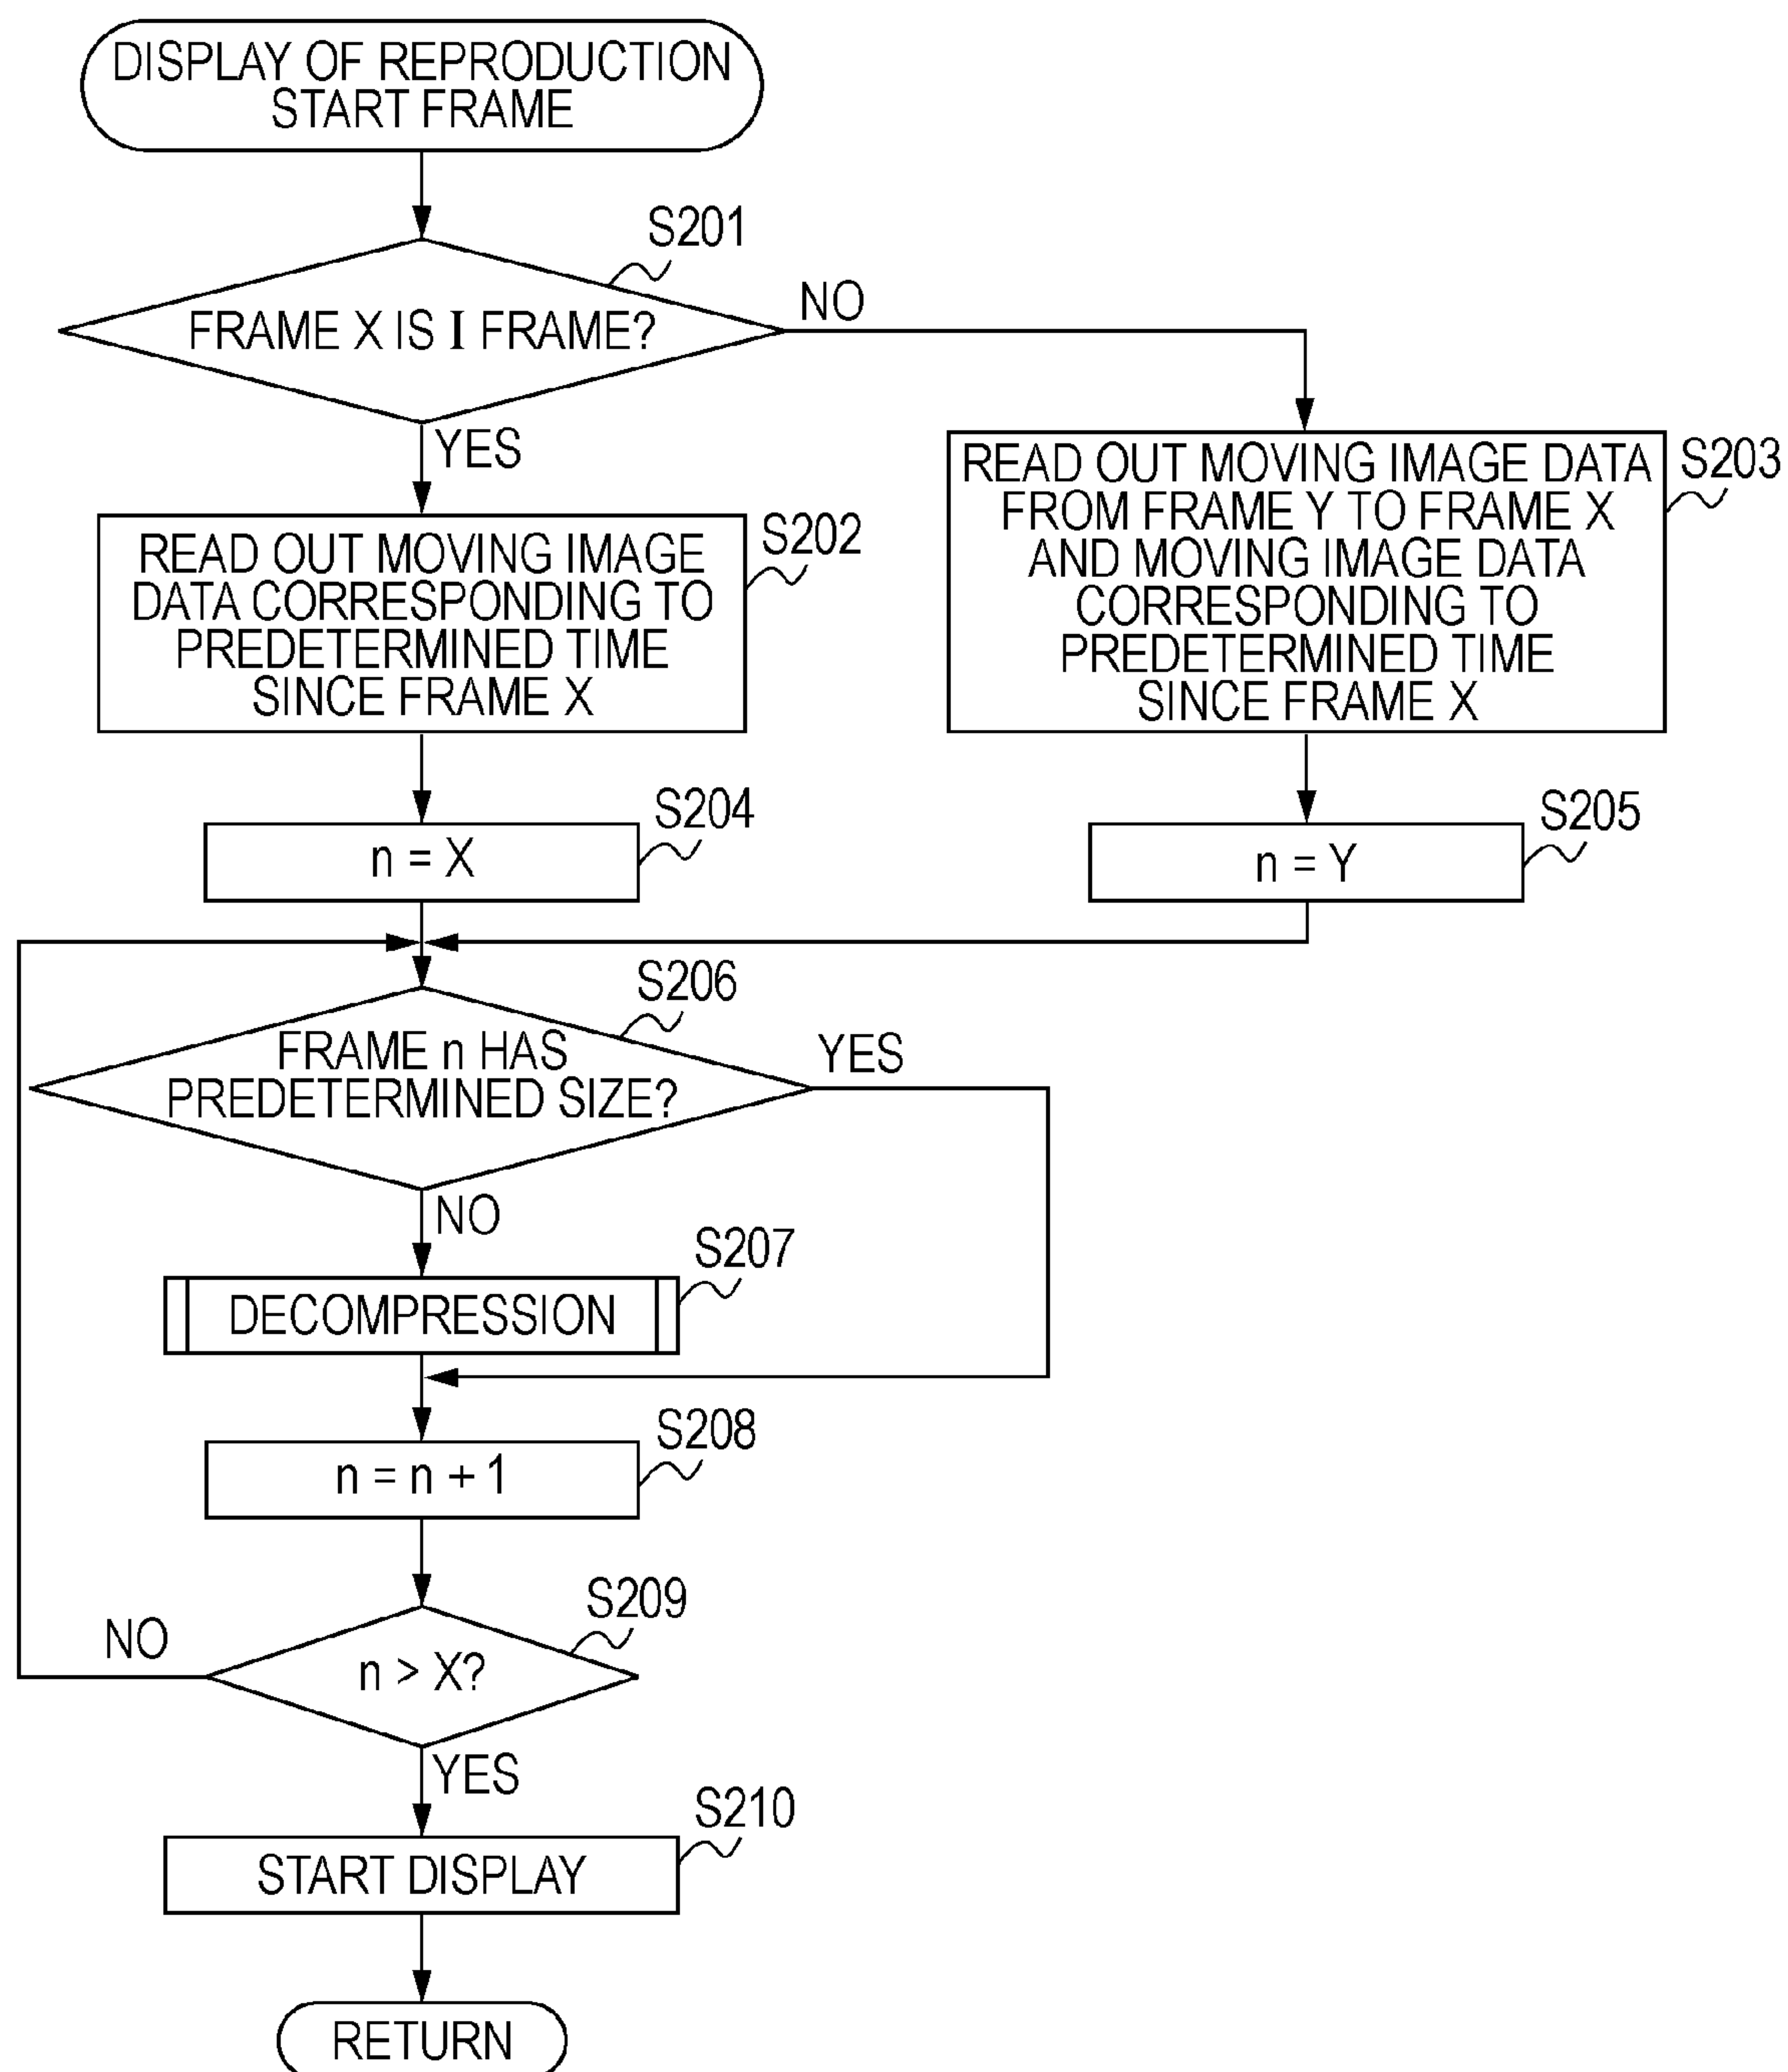 DISPLAY OF REPRODUCTION
START FRAME
S201
FRAME X IS I FRAME?
NO
YES
S202
READ OUT MOVING IMAGE
DATA CORRESPONDING TO
PREDETERMINED TIME
SINCE FRAME X
S203
READ OUT MOVING IMAGE DATA
FROM FRAME Y TO FRAME X
AND MOVING IMAGE DATA
CORRESPONDING TO
PREDETERMINED TIME
SINCE FRAME X
S204
n = X
S205
n = Y
S206
FRAME n HAS
PREDETERMINED SIZE?
YES
NO
S207
DECOMPRESSION
S208
n = n + 1
S209
n > X?
NO
YES
S210
START DISPLAY
RETURN